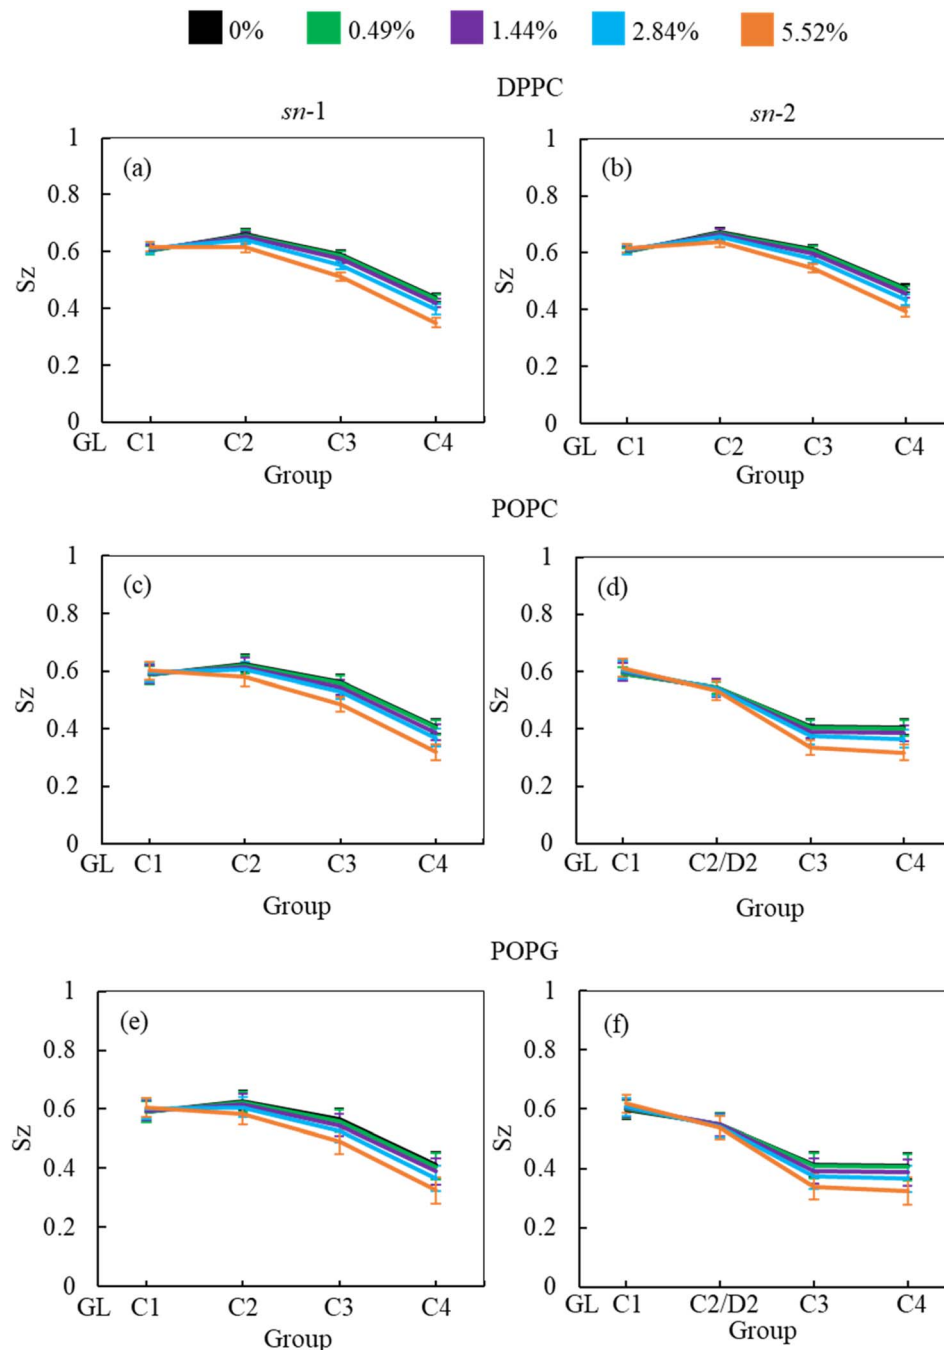 0% 0.49% 1.44% 2.84% 5.52%
DPPC
sn-1 sn-2
(a)
1
0.8
0.6
0.4
0.2
0
Sz
GL C1 C2 C3 C4
Group
(b)
1
0.8
0.6
0.4
0.2
0
Sz
GL C1 C2 C3 C4
Group
POPC
(c)
1
0.8
0.6
0.4
0.2
0
Sz
GL C1 C2 C3 C4
Group
(d)
1
0.8
0.6
0.4
0.2
0
Sz
GL C1 C2/D2 C3 C4
Group
POPG
(e)
1
0.8
0.6
0.4
0.2
0
Sz
GL C1 C2 C3 C4
Group
(f)
1
0.8
0.6
0.4
0.2
0
Sz
GL C1 C2/D2 C3 C4
Group